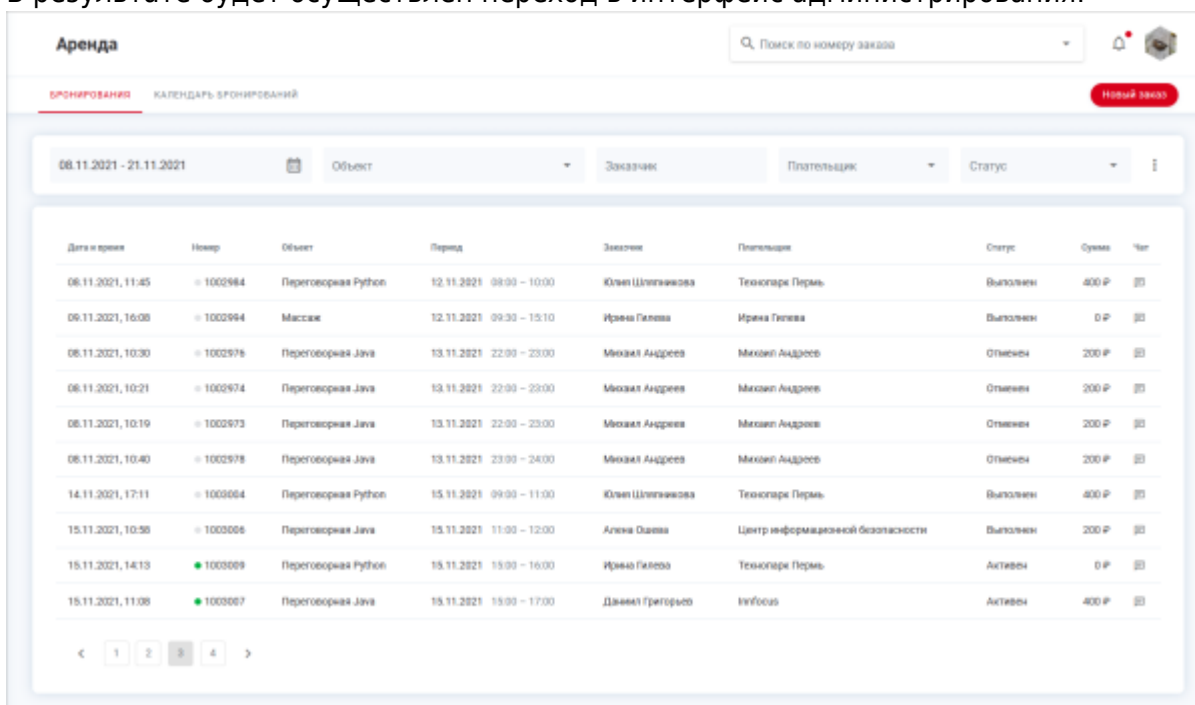 В результате будет осуществлен переход в интерфейс администрирования.
Аренда Поиск по номеру заказа
БРОНИРОВАНИЯ КАЛЕНДАРЬ БРОНИРОВАНИЙ Новый заказ
08.11.2021 - 21.11.2021 Объект Заказчик Плательщик Статус
Дата и время Номер Объект Период Заказчик Плательщик Статус Сумма Чат
08.11.2021, 11:45 1002984 Переговорная Python 12.11.2021 08:00 – 10:00 Юлия Шляпникова Технопарк Пермь Выполнен 400 ₽
09.11.2021, 16:08 1002994 Массаж 12.11.2021 09:30 – 15:10 Ирина Гилева Ирина Гилева Выполнен 0 ₽
08.11.2021, 10:30 1002976 Переговорная Java 13.11.2021 22:00 – 23:00 Михаил Андреев Михаил Андреев Отменен 200 ₽
08.11.2021, 10:21 1002974 Переговорная Java 13.11.2021 22:00 – 23:00 Михаил Андреев Михаил Андреев Отменен 200 ₽
08.11.2021, 10:19 1002973 Переговорная Java 13.11.2021 22:00 – 23:00 Михаил Андреев Михаил Андреев Отменен 200 ₽
08.11.2021, 10:40 1002978 Переговорная Java 13.11.2021 23:00 – 24:00 Михаил Андреев Михаил Андреев Отменен 200 ₽
14.11.2021, 17:11 1003004 Переговорная Python 15.11.2021 09:00 – 11:00 Юлия Шляпникова Технопарк Пермь Выполнен 400 ₽
15.11.2021, 10:58 1003006 Переговорная Java 15.11.2021 11:00 – 12:00 Алена Ошева Центр информационной безопасности Выполнен 200 ₽
15.11.2021, 14:13 1003009 Переговорная Python 15.11.2021 15:00 – 16:00 Ирина Гилева Технопарк Пермь Активен 0 ₽
15.11.2021, 11:08 1003007 Переговорная Java 15.11.2021 15:00 – 17:00 Даниил Григорьев Innfocus Активен 400 ₽
1 2 3 4